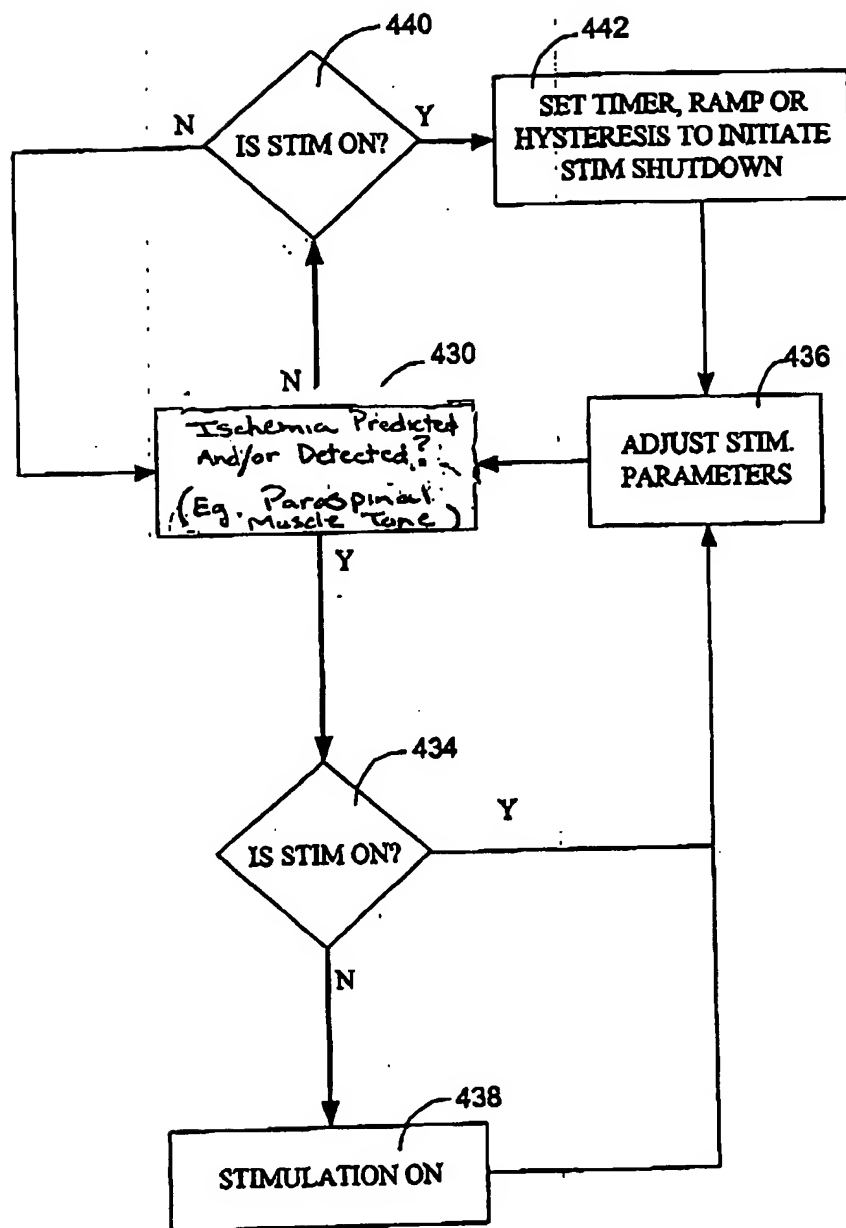 440
442
N
IS STIM ON?
Y
SET TIMER, RAMP OR
HYSTERESIS TO INITIATE
STIM SHUTDOWN
430
N
436
Ischemia Predicted
And/or Detected?
(Eg. Paraspinal
Muscle Tone)
ADJUST STIM.
PARAMETERS
Y
434
IS STIM ON?
Y
N
438
STIMULATION ON